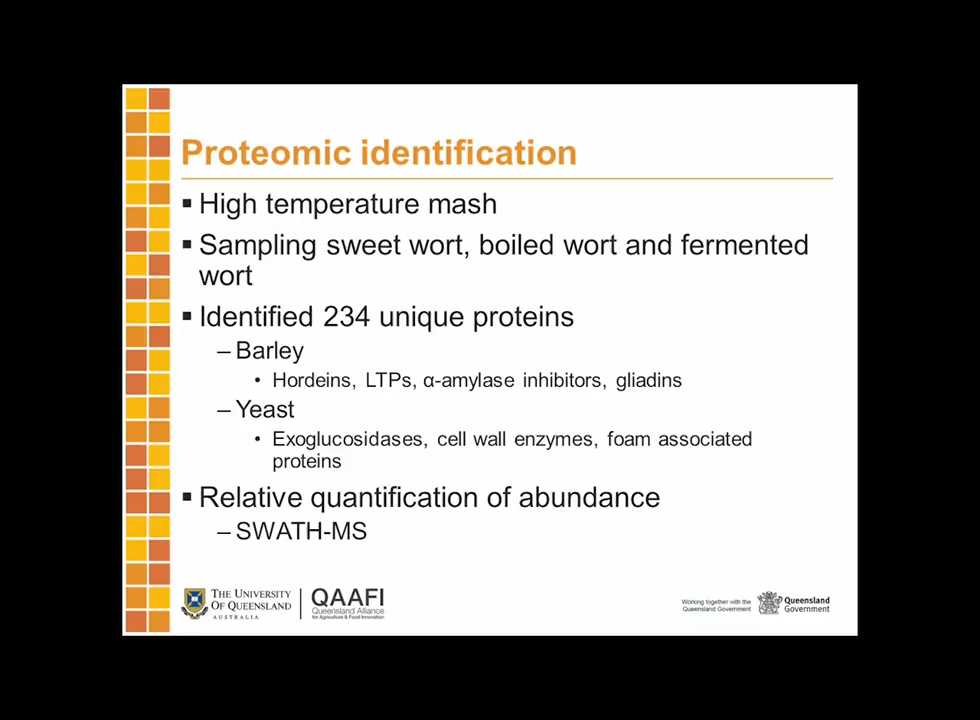 Proteomic identification
▪ High temperature mash
▪ Sampling sweet wort, boiled wort and fermented
wort
▪ Identified 234 unique proteins
– Barley
• Hordeins, LTPs, α-amylase inhibitors, gliadins
– Yeast
• Exoglucosidases, cell wall enzymes, foam associated
proteins
▪ Relative quantification of abundance
– SWATH-MS
THE UNIVERSITY
OF QUEENSLAND
AUSTRALIA
QAAFI
Queensland Alliance
for Agriculture & Food Innovation
Working together with the
Queensland Government
Queensland
Government